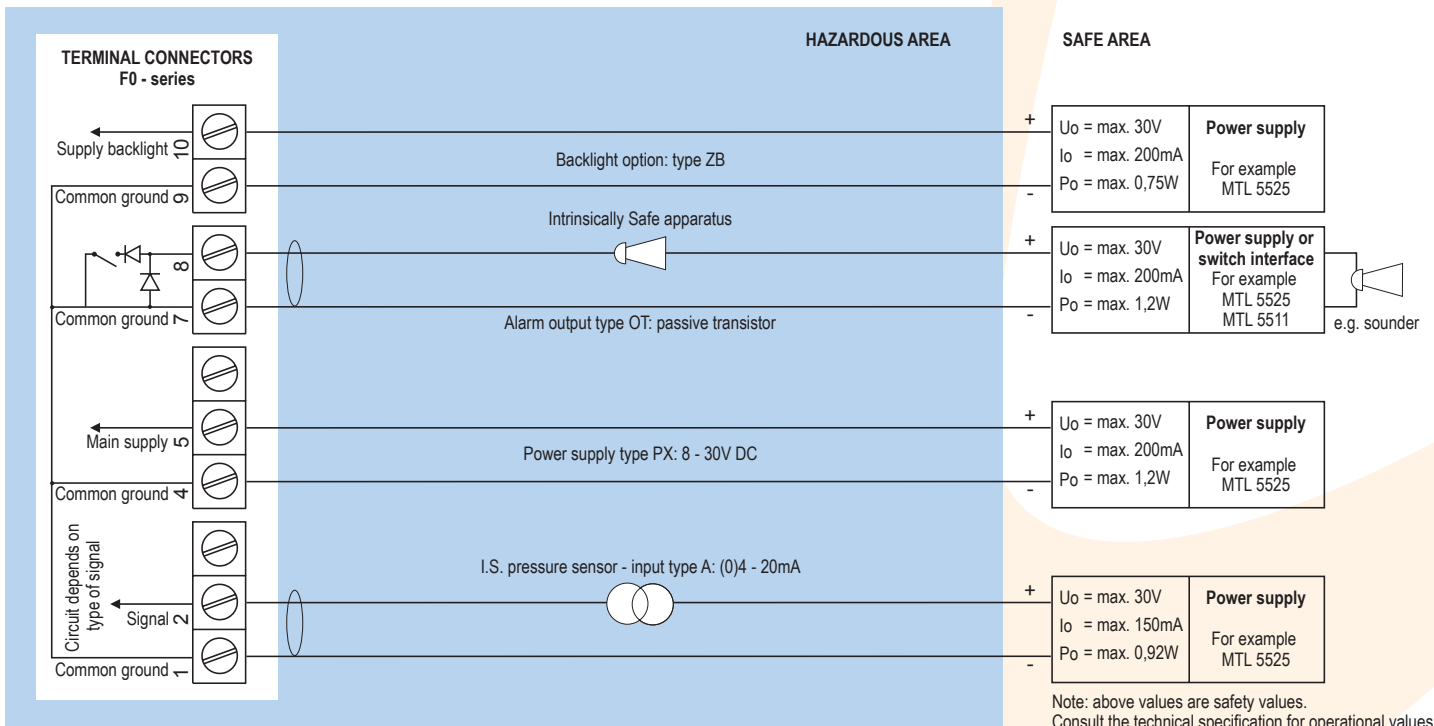 HAZARDOUS AREA
SAFE AREA
TERMINAL CONNECTORS
F0 - series
Supply backlight 10
Common ground 9
Backlight option: type ZB
+
-
Uo = max. 30V
Io = max. 200mA
Po = max. 0,75W
Power supply
For example
MTL 5525
8
Common ground 7
Intrinsically Safe apparatus
Alarm output type OT: passive transistor
+
-
Uo = max. 30V
Io = max. 200mA
Po = max. 1,2W
Power supply or
switch interface
For example
MTL 5525
MTL 5511
e.g. sounder
Main supply 5
Common ground 4
Power supply type PX: 8 - 30V DC
+
-
Uo = max. 30V
Io = max. 200mA
Po = max. 1,2W
Power supply
For example
MTL 5525
Circuit depends on
type of signal
Signal 2
Common ground 1
I.S. pressure sensor - input type A: (0)4 - 20mA
+
-
Uo = max. 30V
Io = max. 150mA
Po = max. 0,92W
Power supply
For example
MTL 5525
Note: above values are safety values.
Consult the technical specification for operational values